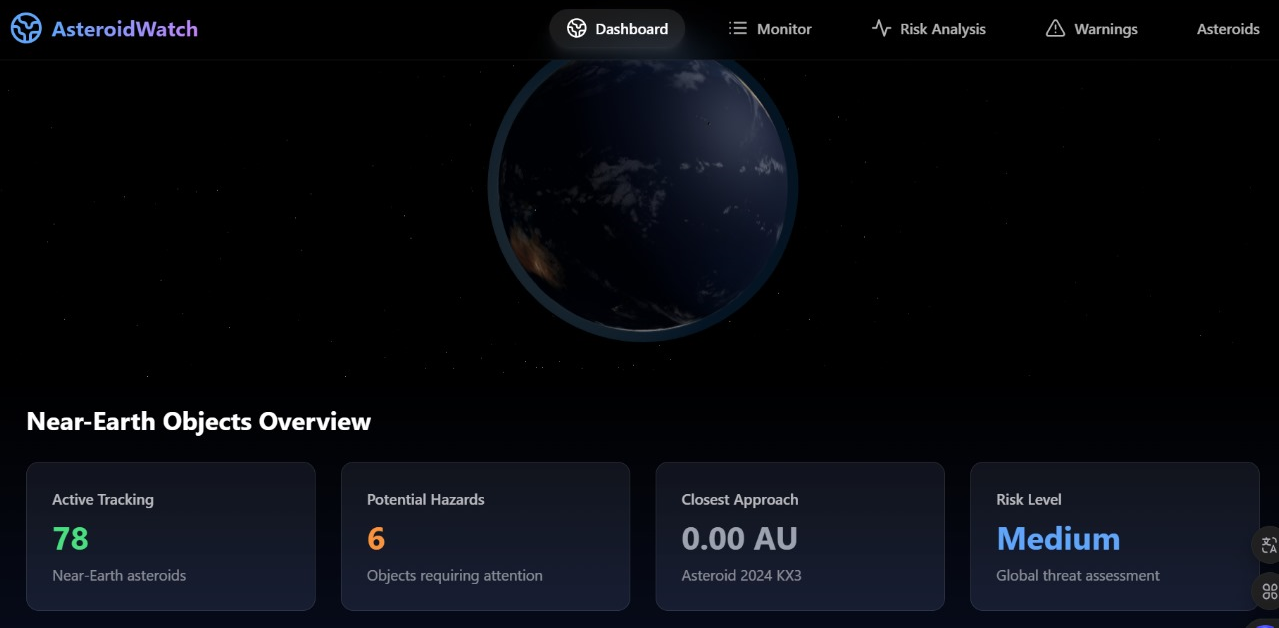 AsteroidWatch
Dashboard
Monitor
Risk Analysis
Warnings
Asteroids
Near-Earth Objects Overview
Active Tracking
78
Near-Earth asteroids
Potential Hazards
6
Objects requiring attention
Closest Approach
0.00 AU
Asteroid 2024 KX3
Risk Level
Medium
Global threat assessment